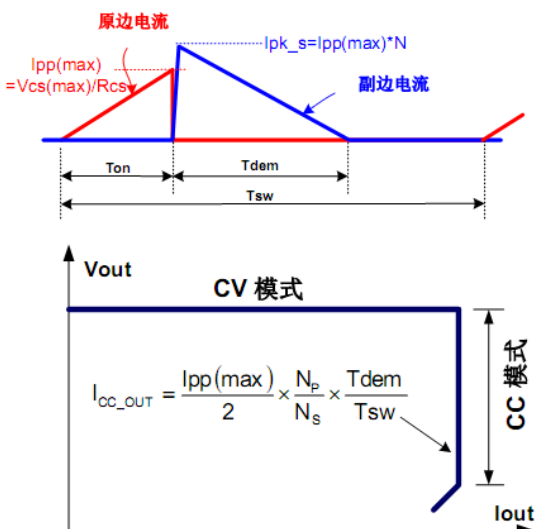 原边电流
Ipk_s=Ipp(max)*N
Ipp(max)
=Vcs(max)/Rcs
副边电流
Ton
Tdem
Tsw
Vout
CV 模式
I_CC_OUT = Ipp(max)/2 × N_P/N_S × Tdem/Tsw
CC 模式
Iout